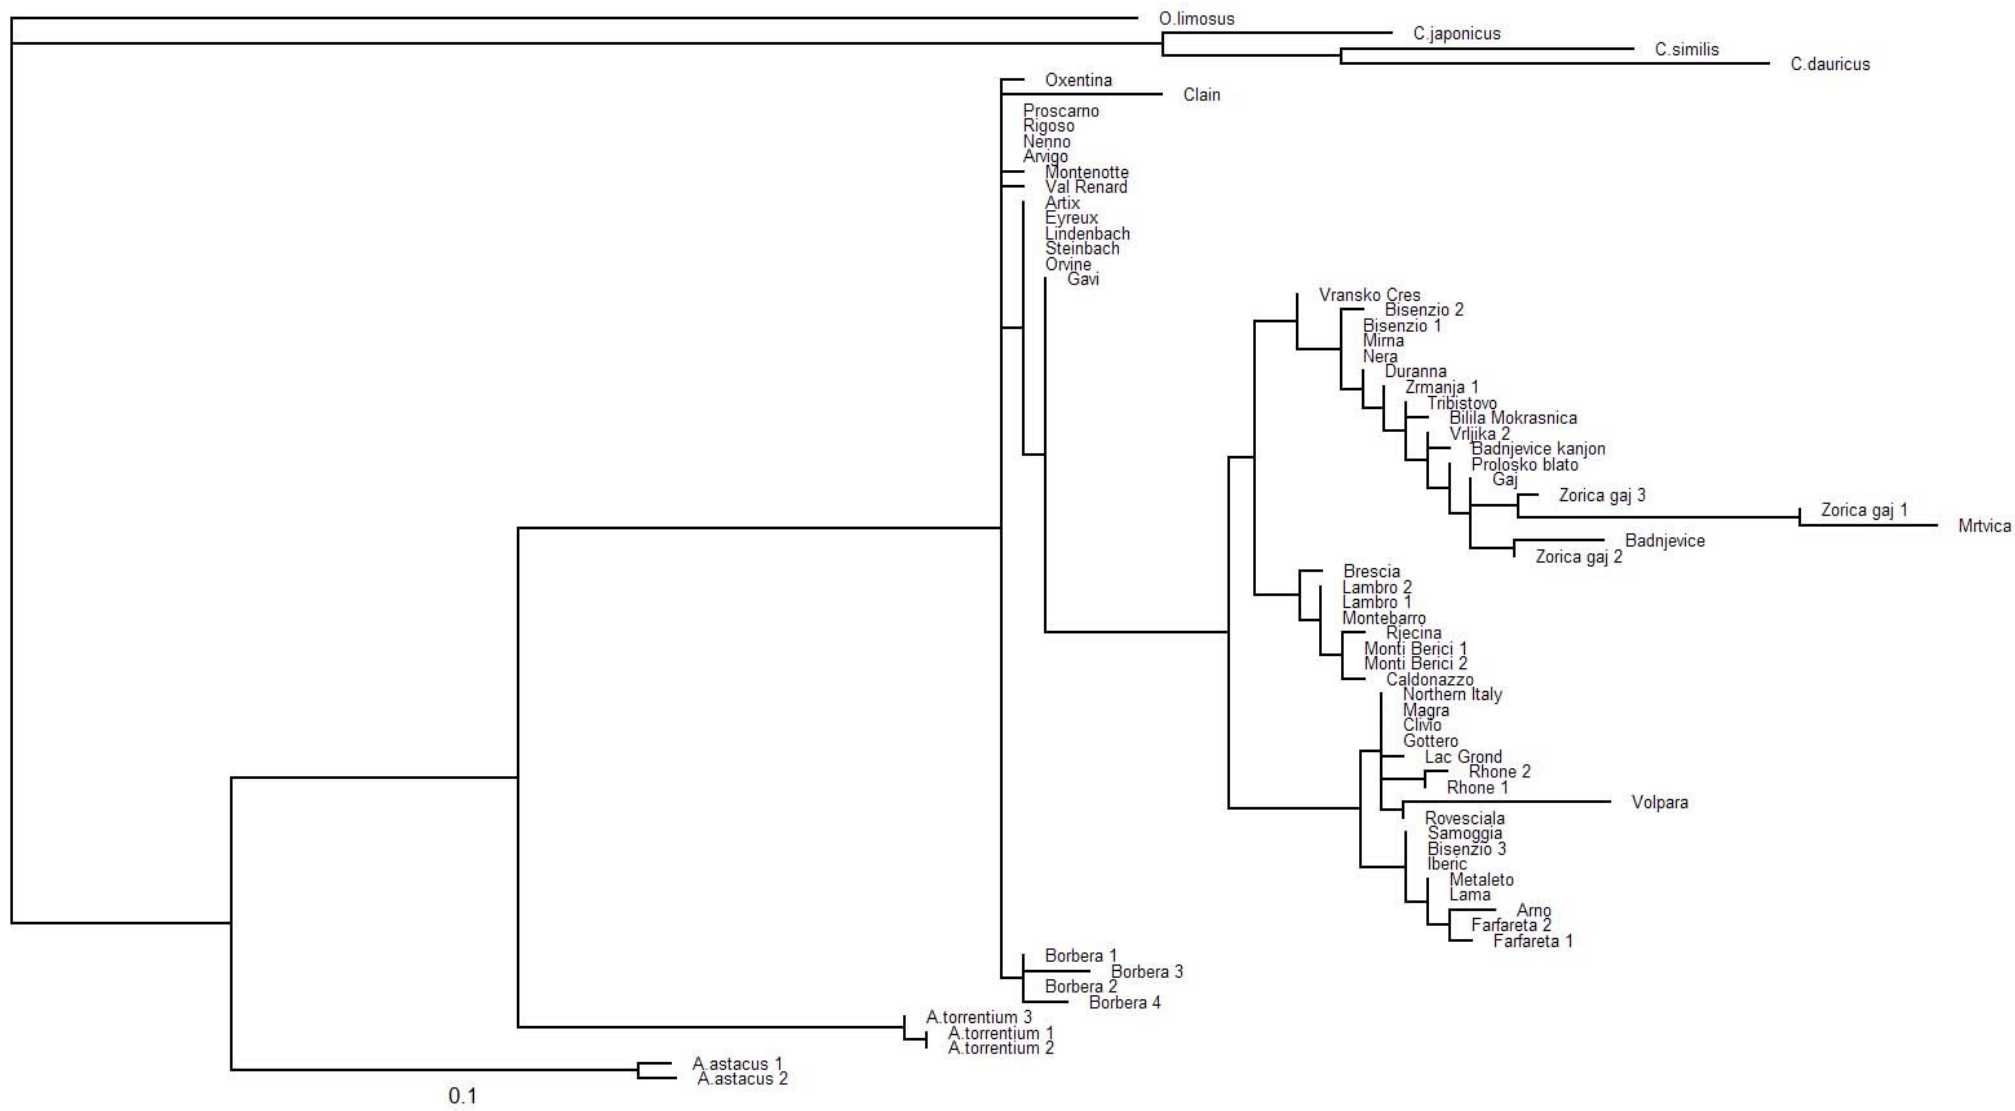 O.limosus
C.japonicus
C.similis
C.dauricus
Oxentina
Clain
Proscarno
Rigoso
Nenno
Arvigo
Montenotte
Val Renard
Artix
Eyreux
Lindenbach
Steinbach
Orvine
Gavi
Vransko Cres
Bisenzio 2
Bisenzio 1
Mirna
Nera
Duranna
Zrmanja 1
Tribistovo
Bilila Mokrasnica
Vrljika 2
Badnjevice kanjon
Prolosko blato
Gaj
Zorica gaj 3
Zorica gaj 1
Mrtvica
Badnjevice
Zorica gaj 2
Brescia
Lambro 2
Lambro 1
Montebarro
Rjecina
Monti Berici 1
Monti Berici 2
Caldonazzo
Northern Italy
Magra
Clivio
Gottero
Lac Grond
Rhone 2
Rhone 1
Volpara
Rovesciala
Samoggia
Bisenzio 3
Iberic
Metaleto
Lama
Arno
Farfareta 2
Farfareta 1
Borbera 1
Borbera 3
Borbera 2
Borbera 4
A.torrentium 3
A.torrentium 1
A.torrentium 2
A.astacus 1
A.astacus 2
0.1